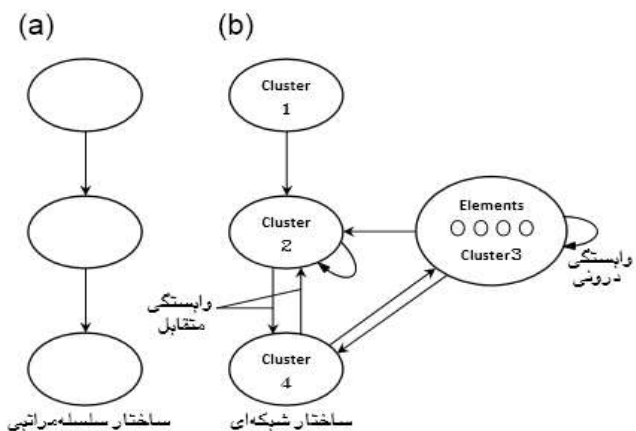 (a)
(b)
Cluster
1
Cluster
2
Elements
Cluster3
وابستگی
درونی
وابستگی
متقابل
Cluster
4
ساختار سلسله‌مراتبی
ساختار شبکه‌ای